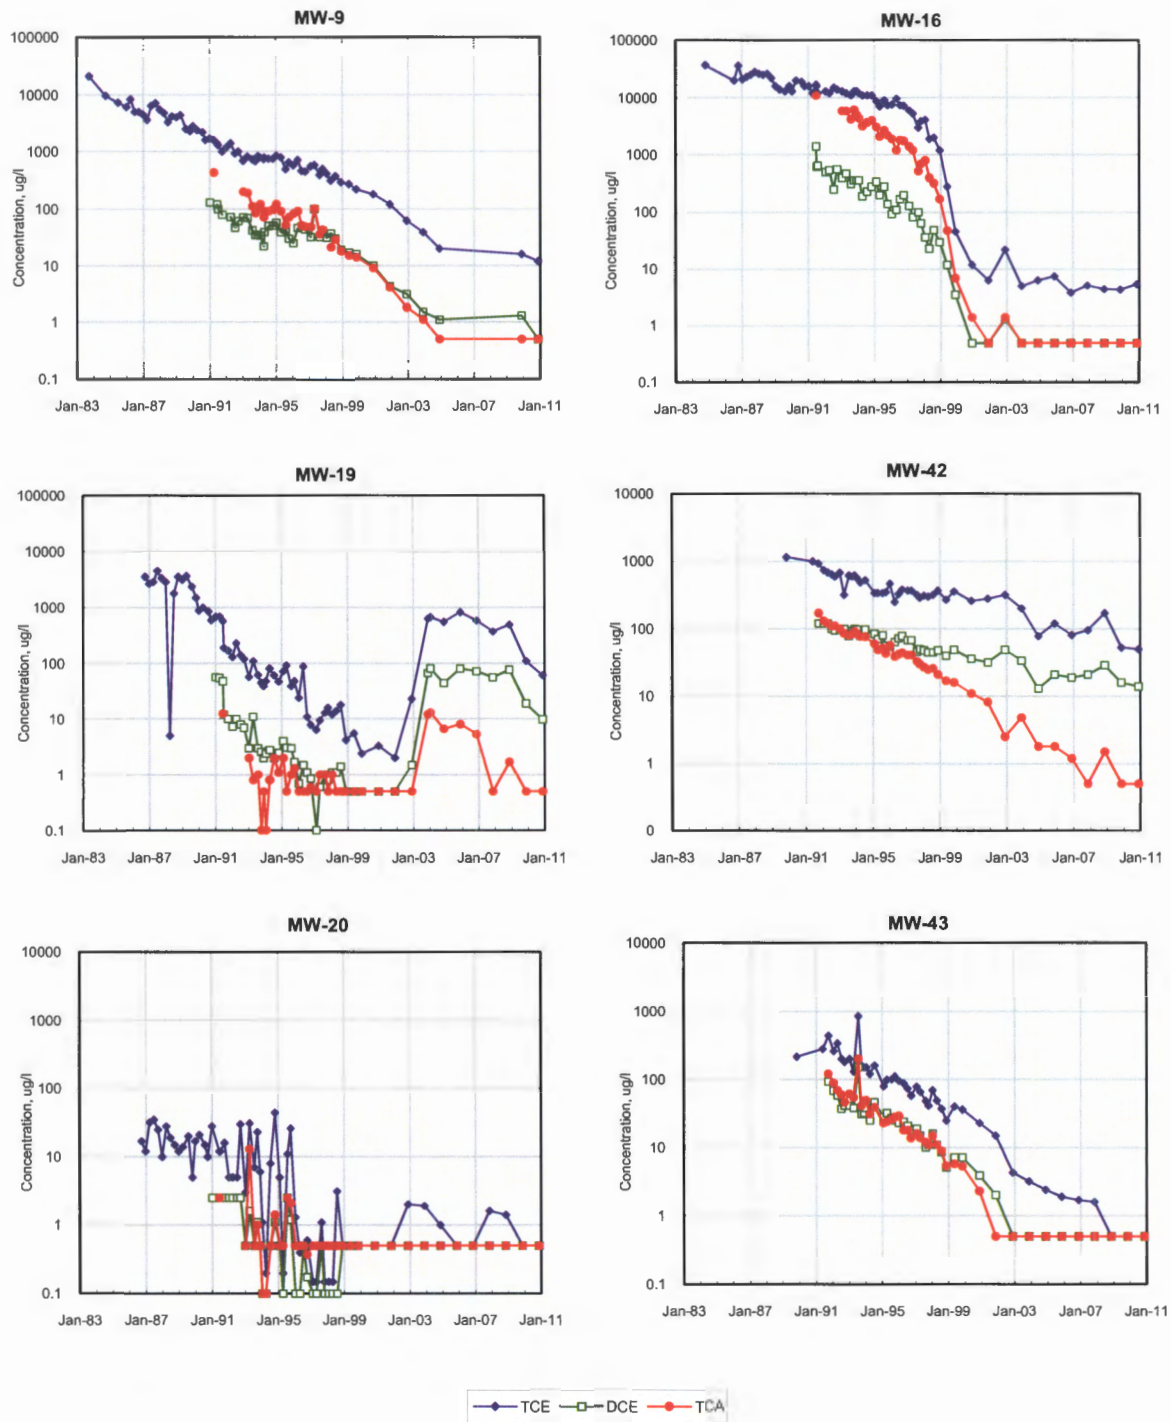 MW-9
100000
10000
1000
100
10
1
0.1
Concentration, ug/l
Jan-83 Jan-87 Jan-91 Jan-95 Jan-99 Jan-03 Jan-07 Jan-11
MW-16
100000
10000
1000
100
10
1
0.1
Concentration, ug/l
Jan-83 Jan-87 Jan-91 Jan-95 Jan-99 Jan-03 Jan-07 Jan-11
MW-19
100000
10000
1000
100
10
1
0.1
Concentration, ug/l
Jan-83 Jan-87 Jan-91 Jan-95 Jan-99 Jan-03 Jan-07 Jan-11
MW-42
10000
1000
100
10
1
0
Concentration, ug/l
Jan-83 Jan-87 Jan-91 Jan-95 Jan-99 Jan-03 Jan-07 Jan-11
MW-20
10000
1000
100
10
1
0.1
Concentration, ug/l
Jan-83 Jan-87 Jan-91 Jan-95 Jan-99 Jan-03 Jan-07 Jan-11
MW-43
10000
1000
100
10
1
0.1
Concentration, ug/l
Jan-83 Jan-87 Jan-91 Jan-95 Jan-99 Jan-03 Jan-07 Jan-11
TCE DCE TCA